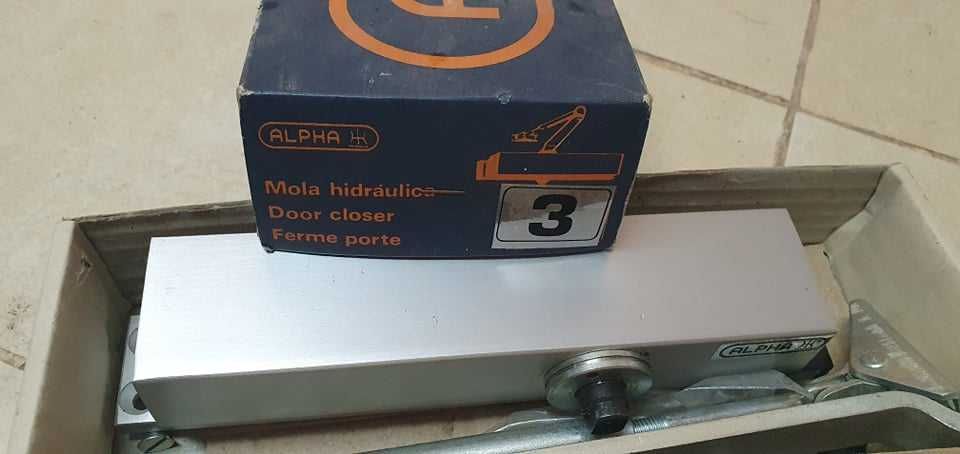 ALPHA
Mola hidráulica
Door closer
Ferme porte
3
ALPHA